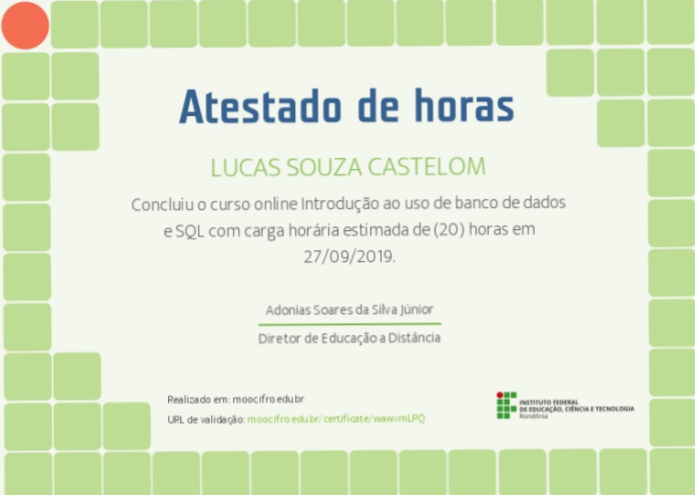 Atestado de horas
LUCAS SOUZA CASTELOM
Concluiu o curso online Introdução ao uso de banco de dados
e SQL com carga horária estimada de (20) horas em
27/09/2019.
Adonias Soares da Silva Júnior
Diretor de Educação a Distância
Realizado em: moocifro.edu.br
URL de validação: moocifro.edu.br/certificate/wawxmLPQ
INSTITUTO FEDERAL
DE EDUCAÇÃO, CIÊNCIA E TECNOLOGIA
Rondônia